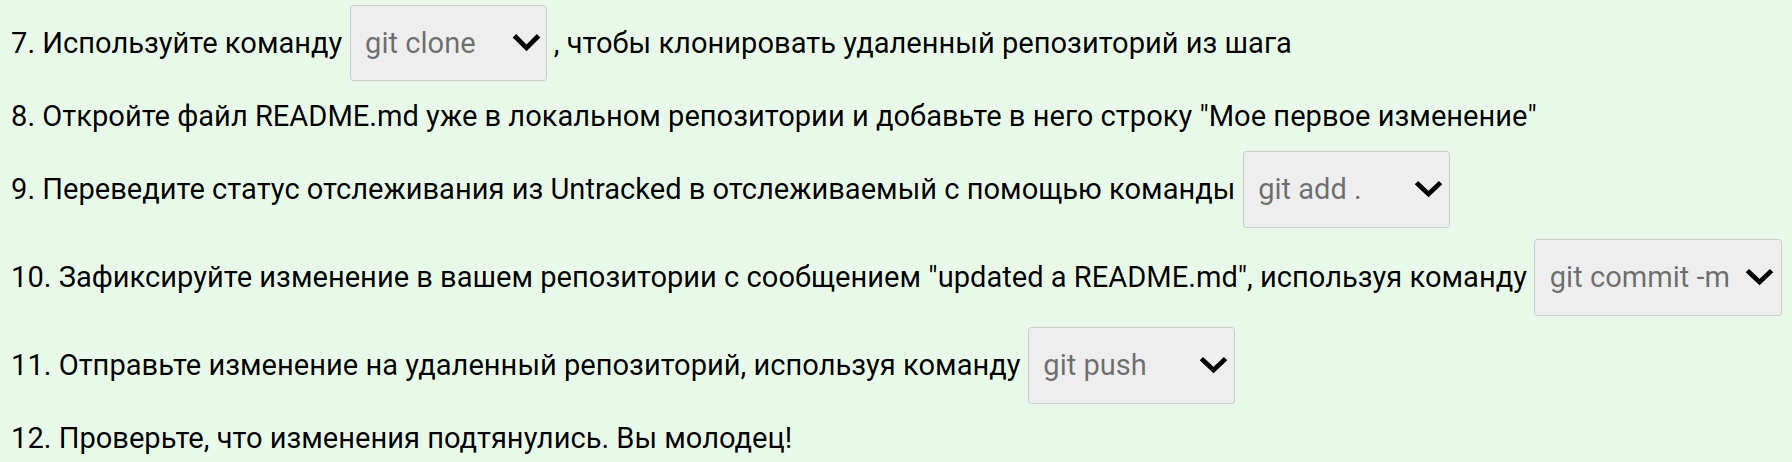 7. Используйте команду git clone , чтобы клонировать удаленный репозиторий из шага
8. Откройте файл README.md уже в локальном репозитории и добавьте в него строку "Мое первое изменение"
9. Переведите статус отслеживания из Untracked в отслеживаемый с помощью команды git add .
10. Зафиксируйте изменение в вашем репозитории с сообщением "updated a README.md", используя команду git commit -m
11. Отправьте изменение на удаленный репозиторий, используя команду git push
12. Проверьте, что изменения подтянулись. Вы молодец!